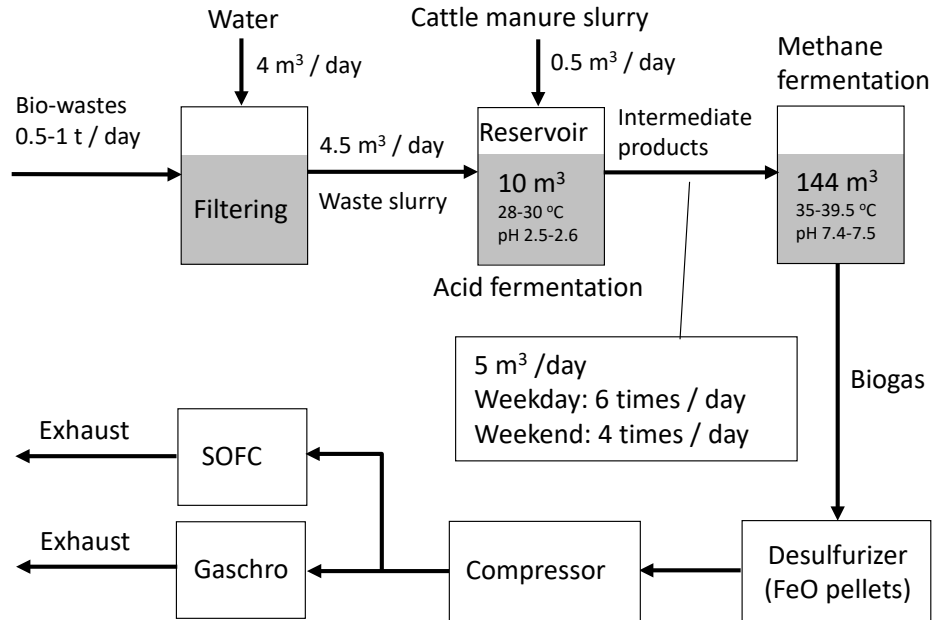 Water
Cattle manure slurry
4 m³ / day
0.5 m³ / day
Methane
fermentation
Bio-wastes
0.5-1 t / day
Filtering
4.5 m³ / day
Waste slurry
Reservoir
10 m³
28-30 °C
pH 2.5-2.6
Acid fermentation
Intermediate
products
144 m³
35-39.5 °C
pH 7.4-7.5
5 m³ /day
Weekday: 6 times / day
Weekend: 4 times / day
Biogas
Exhaust
SOFC
Exhaust
Gaschro
Compressor
Desulfurizer
(FeO pellets)